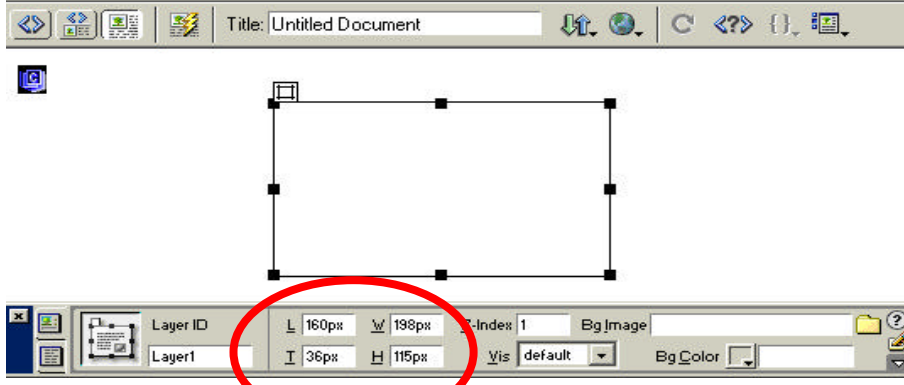 Title: Untitled Document
Layer ID L 160px W 198px Z-Index 1 Bg Image
Layer1 T 36px H 115px Vis default Bg Color